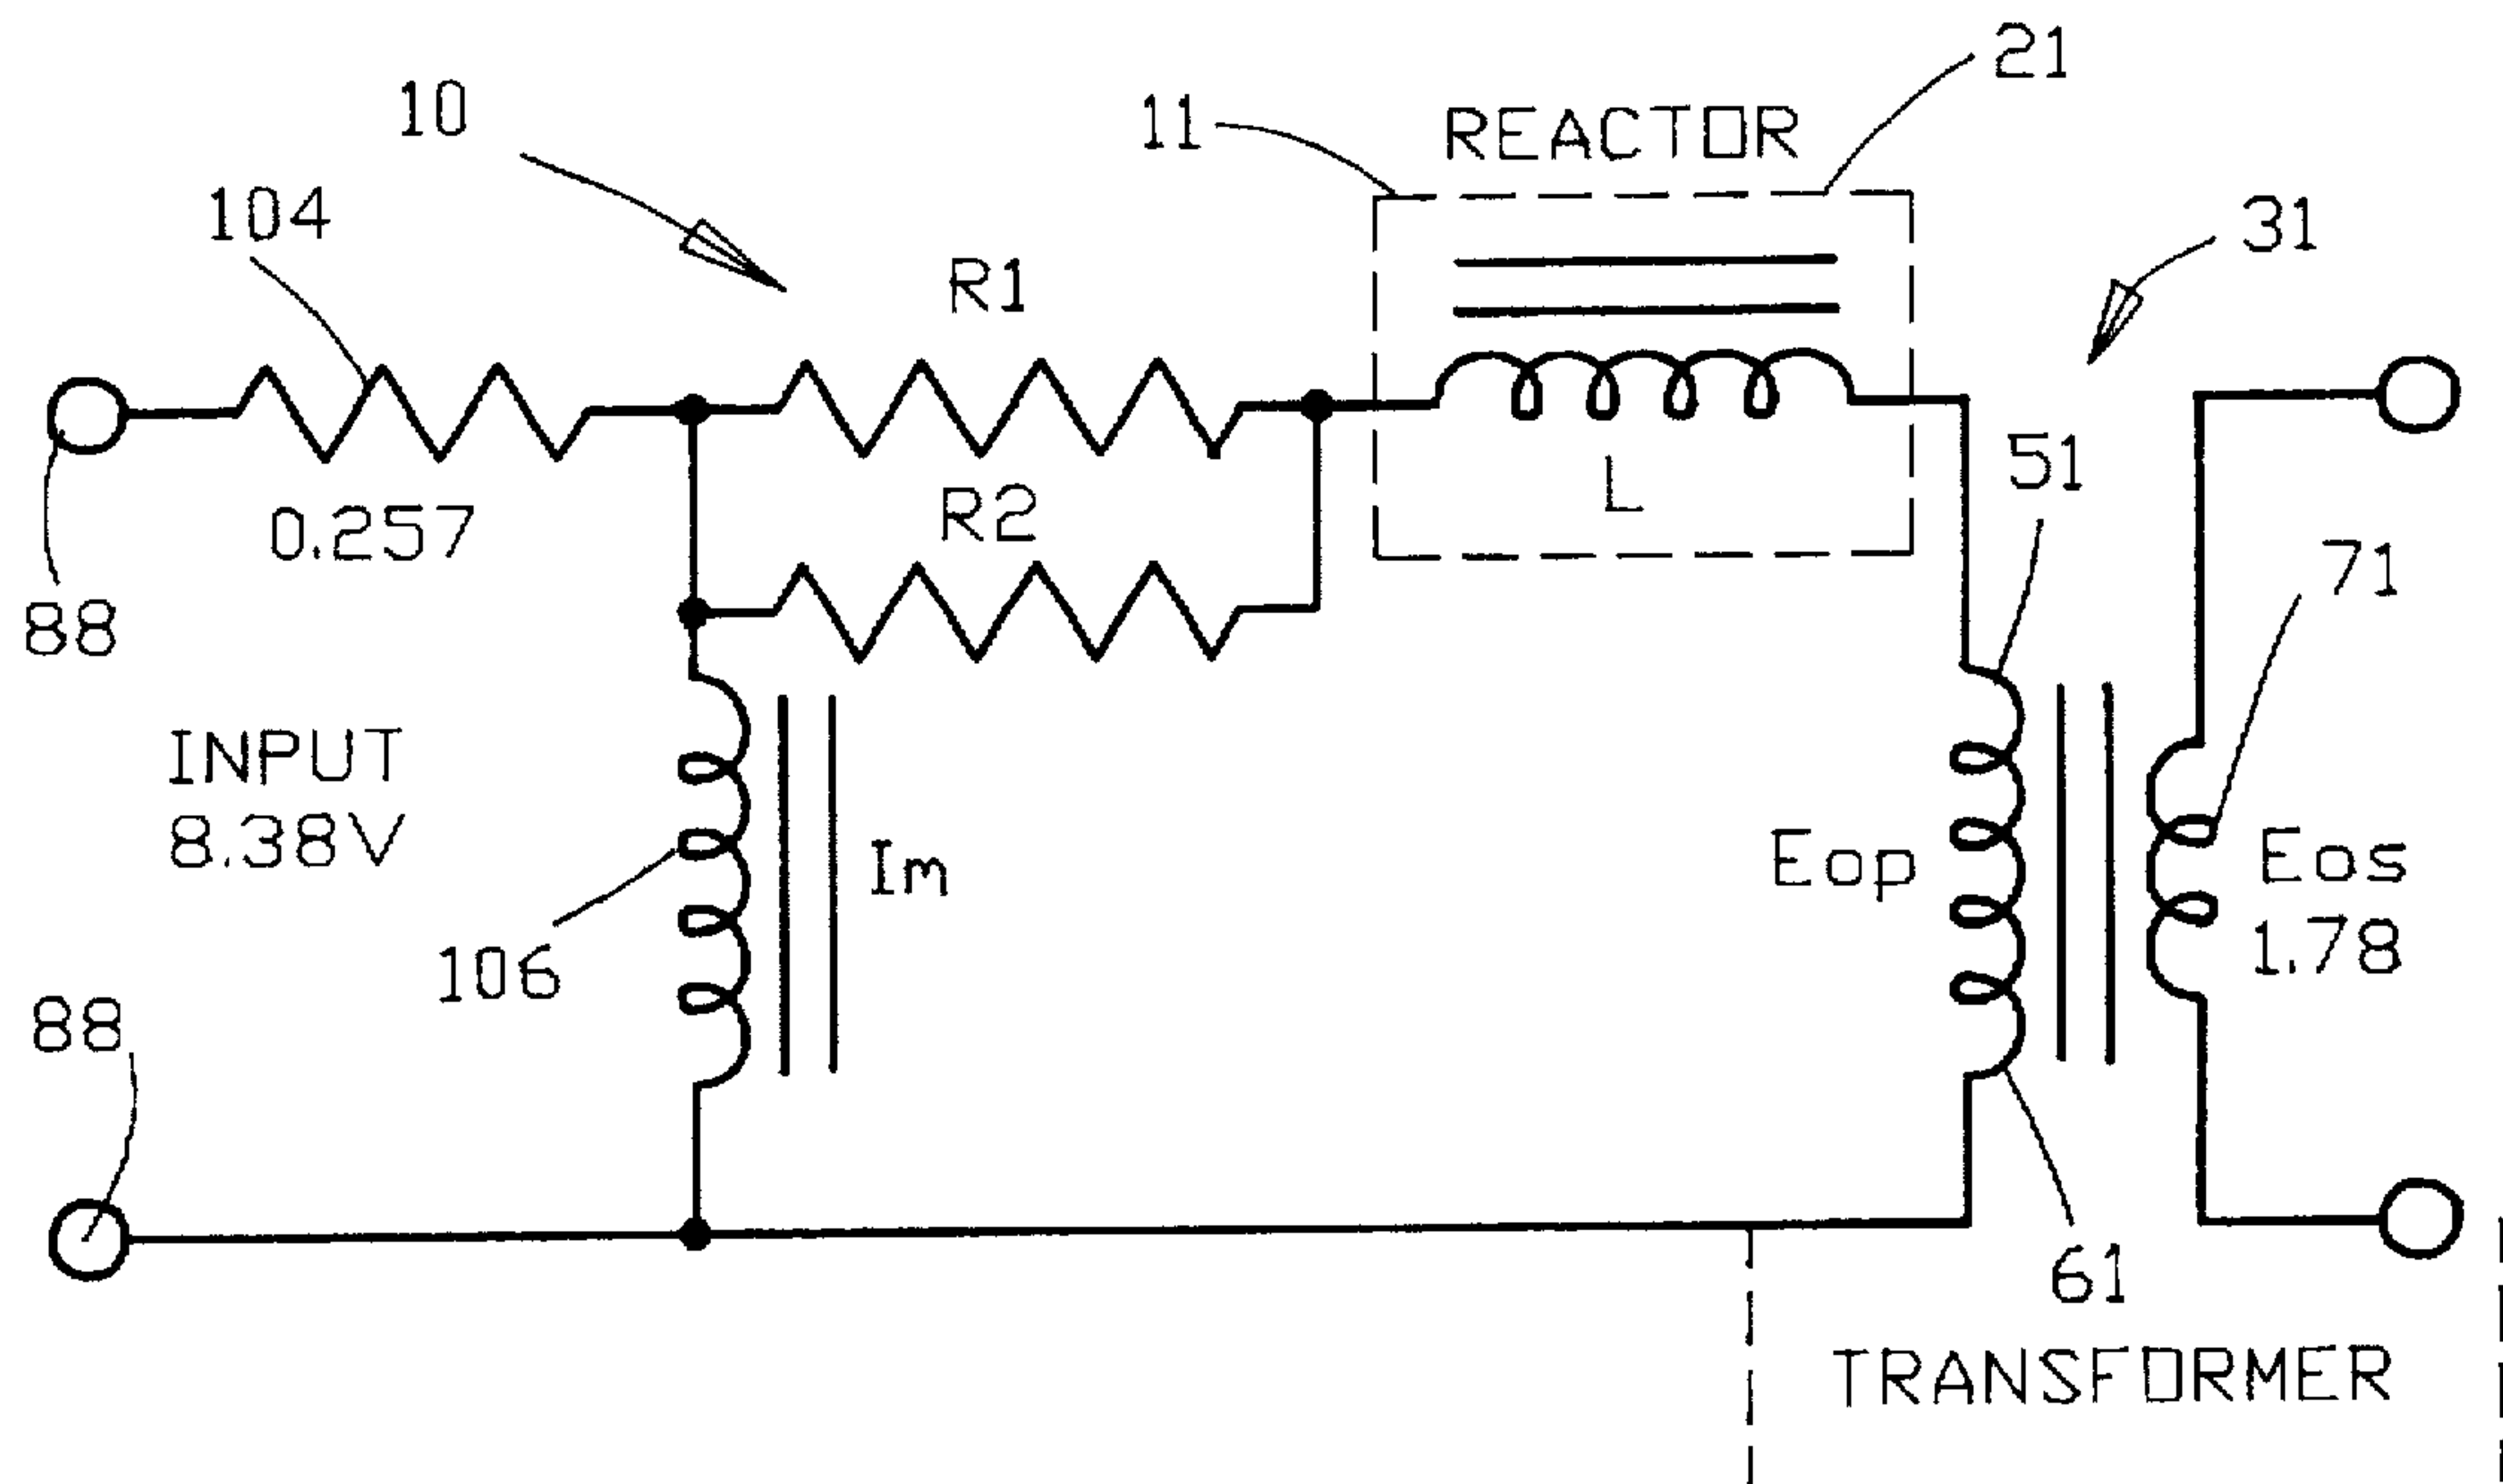 21
10
11
REACTOR
104
31
R1
51
R2
L
0.257
71
88
INPUT
8.38V
Im
Eop
Eos
1.78
106
88
61
TRANSFORMER